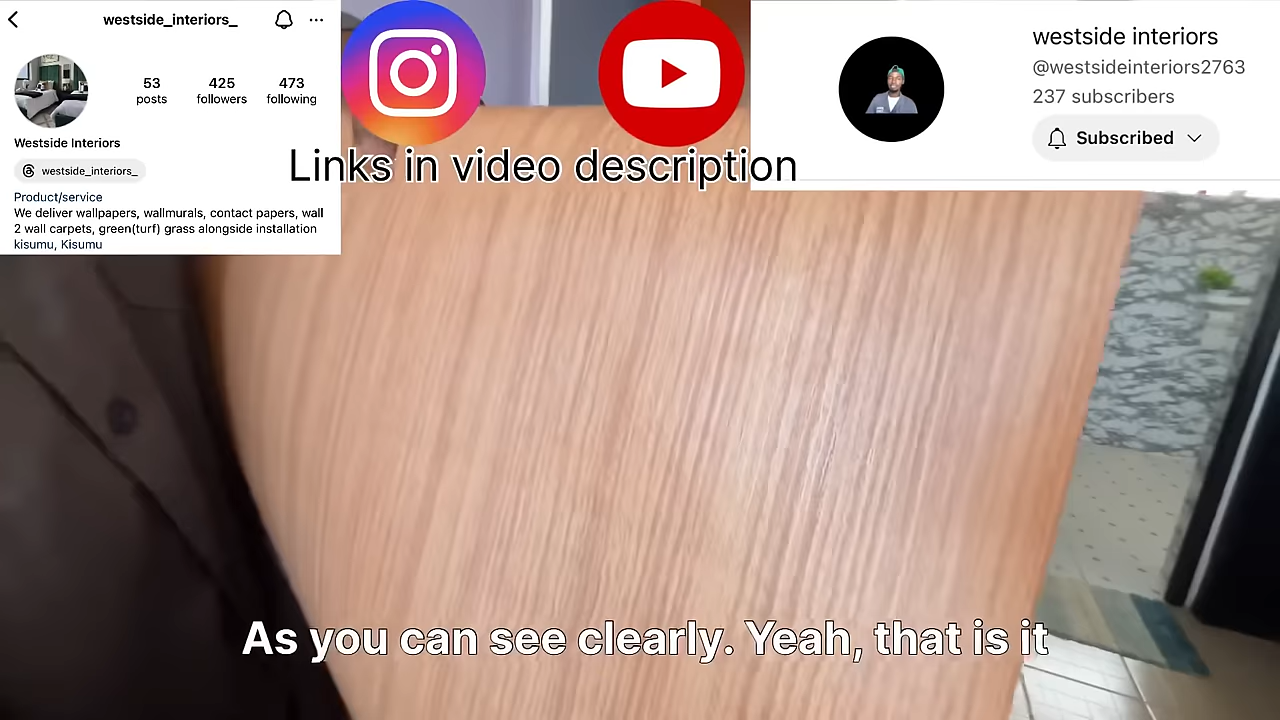 westside_interiors_
53
425
473
posts
followers
following
Westside Interiors
westside_interiors_
Product/service
We deliver wallpapers, wallmurals, contact papers, wall
2 wall carpets, green(turf) grass alongside installation
kisumu, Kisumu
Links in video description
westside interiors
@westsideinteriors2763
237 subscribers
Subscribed
As you can see clearly. Yeah, that is it